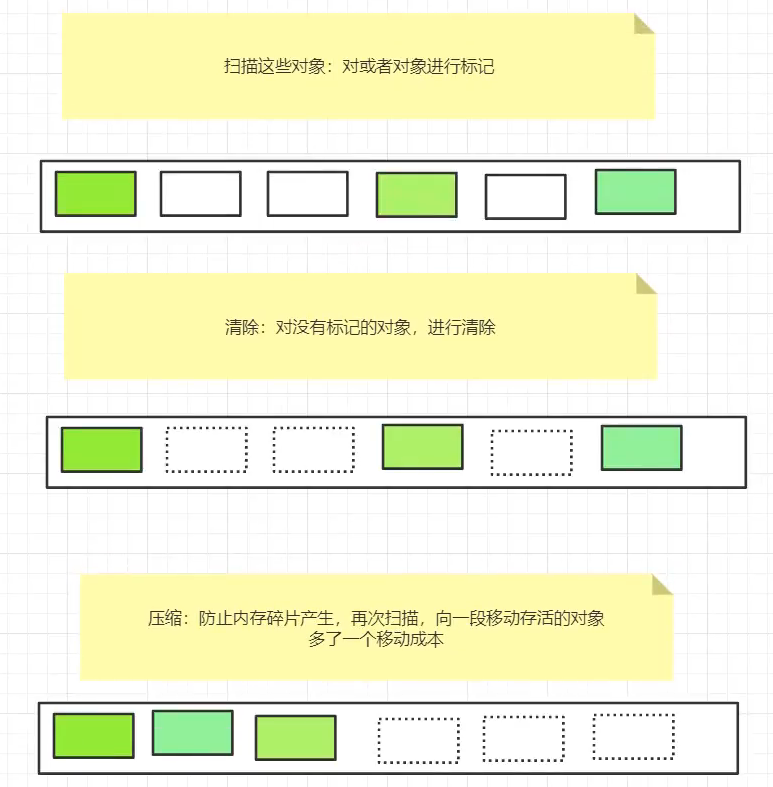 扫描这些对象：对或者对象进行标记
清除：对没有标记的对象，进行清除
压缩：防止内存碎片产生，再次扫描，向一段移动存活的对象
多了一个移动成本